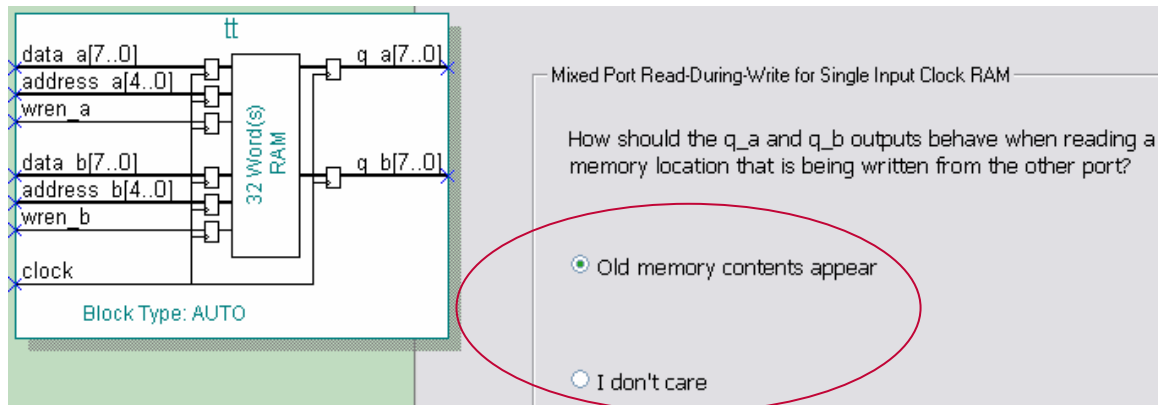 tt
data_a[7..0]
address_a[4..0]
wren_a
data_b[7..0]
address_b[4..0]
wren_b
clock
32 Word(s)
RAM
q_a[7..0]
q_b[7..0]
Block Type: AUTO
Mixed Port Read-During-Write for Single Input Clock RAM
How should the q_a and q_b outputs behave when reading a
memory location that is being written from the other port?
Old memory contents appear
I don't care